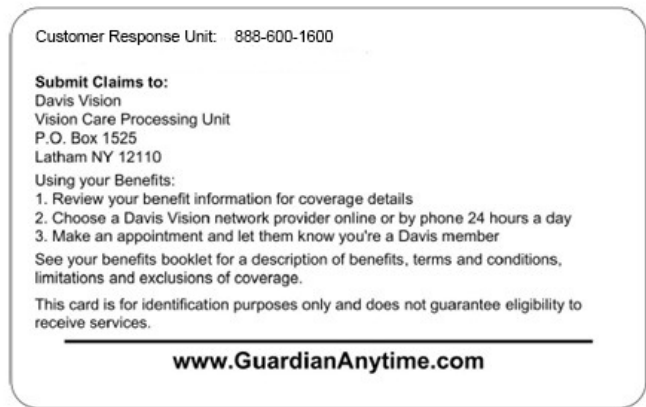 Customer Response Unit: 888-600-1600
Submit Claims to:
Davis Vision
Vision Care Processing Unit
P.O. Box 1525
Latham NY 12110
Using your Benefits:
1. Review your benefit information for coverage details
2. Choose a Davis Vision network provider online or by phone 24 hours a day
3. Make an appointment and let them know you're a Davis member
See your benefits booklet for a description of benefits, terms and conditions,
limitations and exclusions of coverage.
This card is for identification purposes only and does not guarantee eligibility to
receive services.
www.GuardianAnytime.com